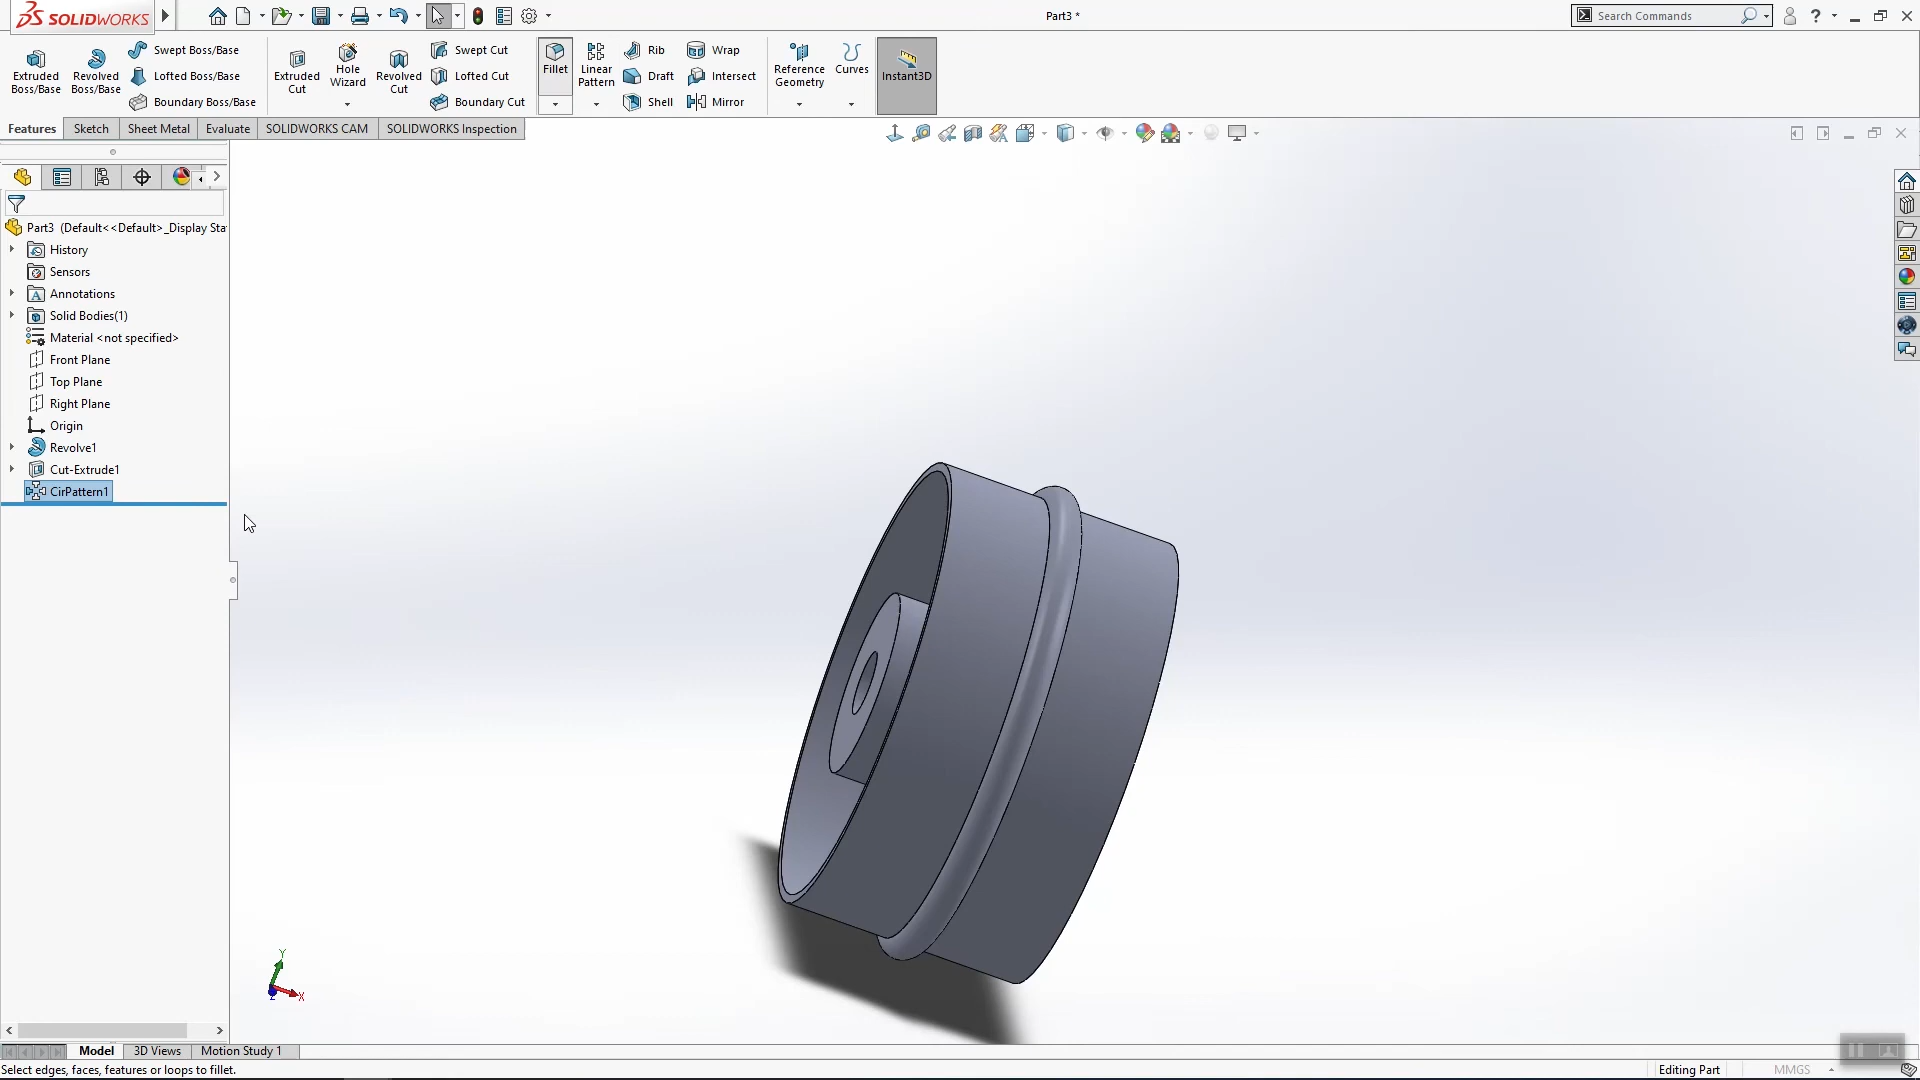 SOLIDWORKS
Part3 *
Search Commands
Extruded
Boss/Base
Revolved
Boss/Base
Swept Boss/Base
Lofted Boss/Base
Boundary Boss/Base
Extruded
Cut
Hole
Wizard
Revolved
Cut
Swept Cut
Lofted Cut
Boundary Cut
Fillet
Linear
Pattern
Rib
Draft
Shell
Wrap
Intersect
Mirror
Reference
Geometry
Curves
Instant3D
Features
Sketch
Sheet Metal
Evaluate
SOLIDWORKS CAM
SOLIDWORKS Inspection
Part3 (Default<<Default>_Display Sta
History
Sensors
Annotations
Solid Bodies(1)
Material <not specified>
Front Plane
Top Plane
Right Plane
Origin
Revolve1
Cut-Extrude1
CirPattern1
Y
X
Z
Model
3D Views
Motion Study 1
Select edges, faces, features or loops to fillet.
Editing Part
MMGS